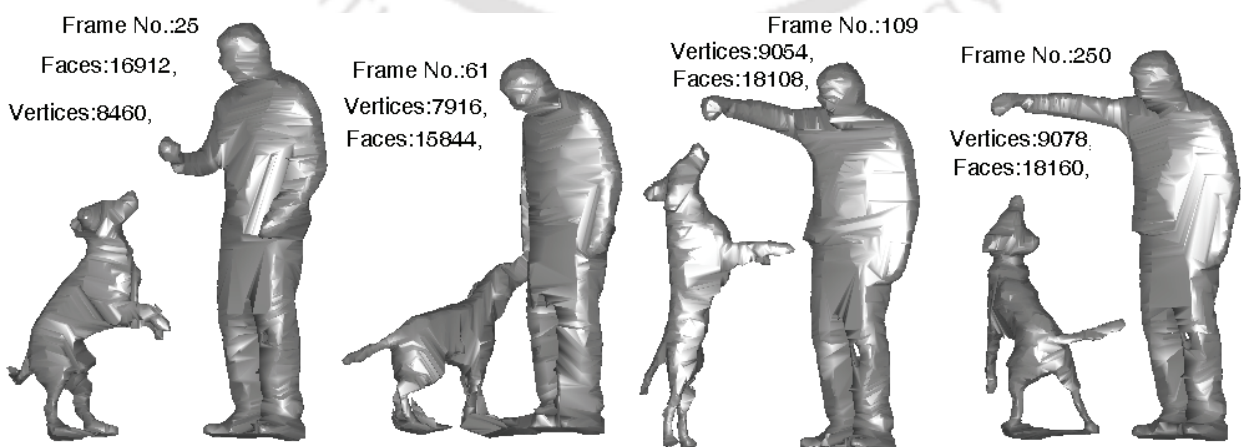 Frame No.:25
Faces:16912,
Vertices:8460,
Frame No.:61
Vertices:7916,
Faces:15844,
Frame No.:109
Vertices:9054,
Faces:18108,
Frame No.:250
Vertices:9078,
Faces:18160,